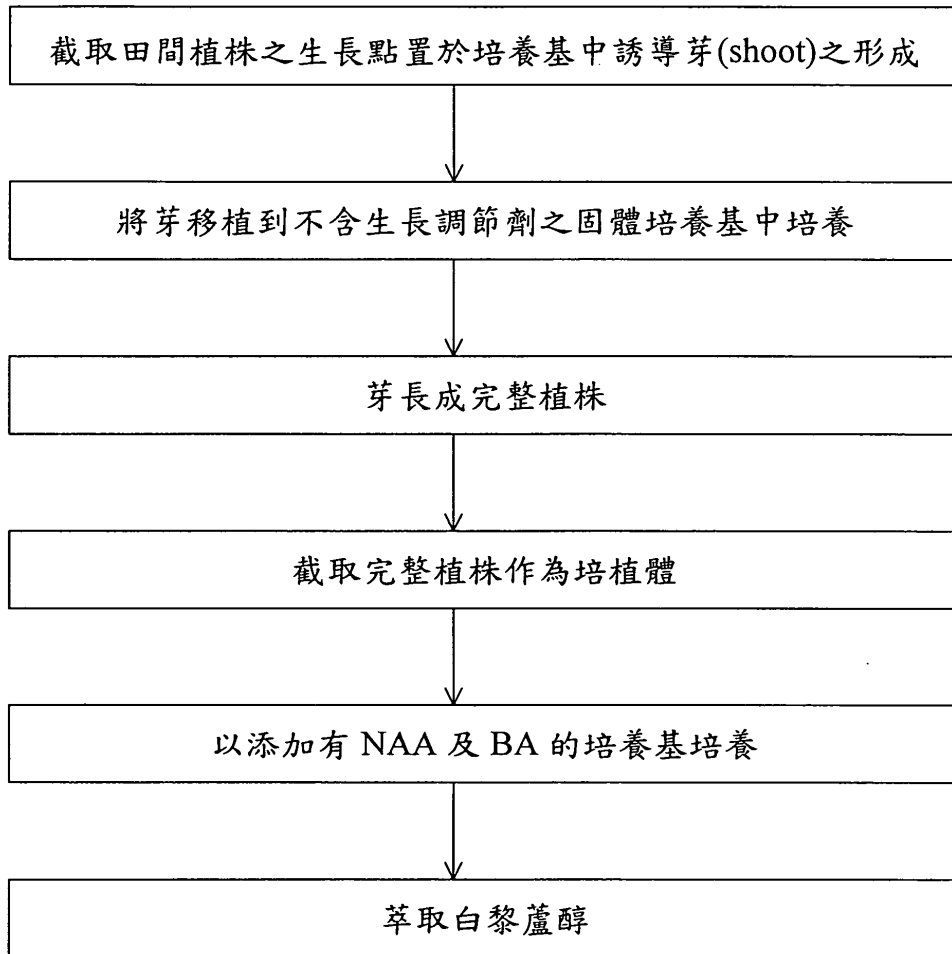 截取田間植株之生長點置於培養基中誘導芽(shoot)之形成
將芽移植到不含生長調節劑之固體培養基中培養
芽長成完整植株
截取完整植株作為培植體
以添加有 NAA 及 BA 的培養基培養
萃取白黎蘆醇